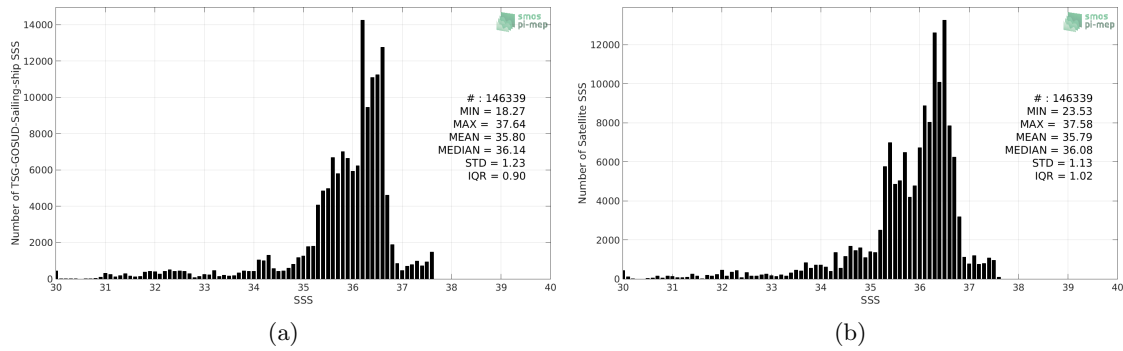 14000
12000
10000
8000
6000
4000
2000
0
Number of TSG-GOSUD-Sailing-ship SSS
smos
pi-mep
# : 146339
MIN = 18.27
MAX = 37.64
MEAN = 35.80
MEDIAN = 36.14
STD = 1.23
IQR = 0.90
30 31 32 33 34 35 36 37 38 39 40
SSS
(a)
12000
10000
8000
6000
4000
2000
0
Number of Satellite SSS
smos
pi-mep
# : 146339
MIN = 23.53
MAX = 37.58
MEAN = 35.79
MEDIAN = 36.08
STD = 1.13
IQR = 1.02
30 31 32 33 34 35 36 37 38 39 40
SSS
(b)